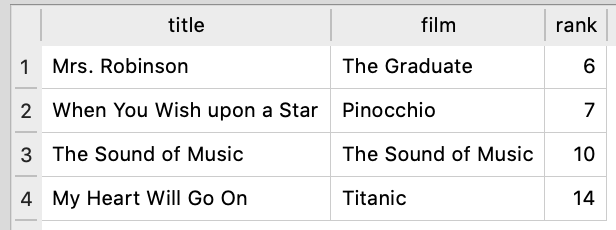 title film rank
1 Mrs. Robinson The Graduate 6
2 When You Wish upon a Star Pinocchio 7
3 The Sound of Music The Sound of Music 10
4 My Heart Will Go On Titanic 14